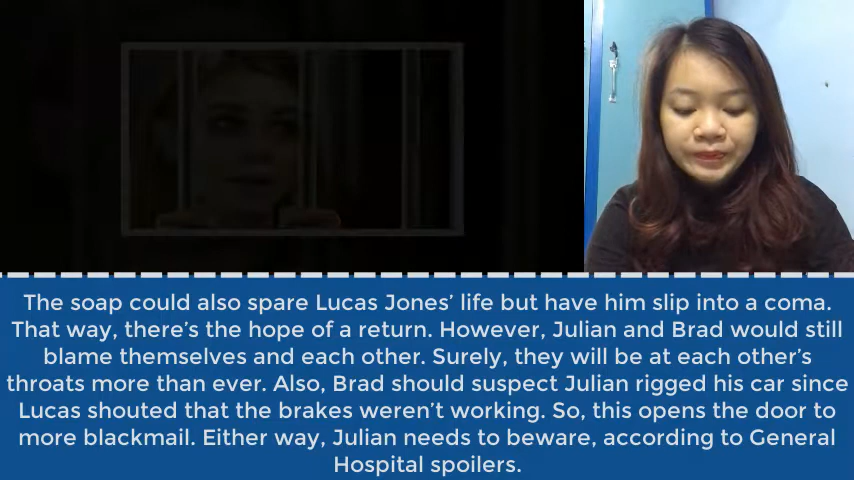 The soap could also spare Lucas Jones’ life but have him slip into a coma.
That way, there’s the hope of a return. However, Julian and Brad would still
blame themselves and each other. Surely, they will be at each other’s
throats more than ever. Also, Brad should suspect Julian rigged his car since
Lucas shouted that the brakes weren’t working. So, this opens the door to
more blackmail. Either way, Julian needs to beware, according to General
Hospital spoilers.